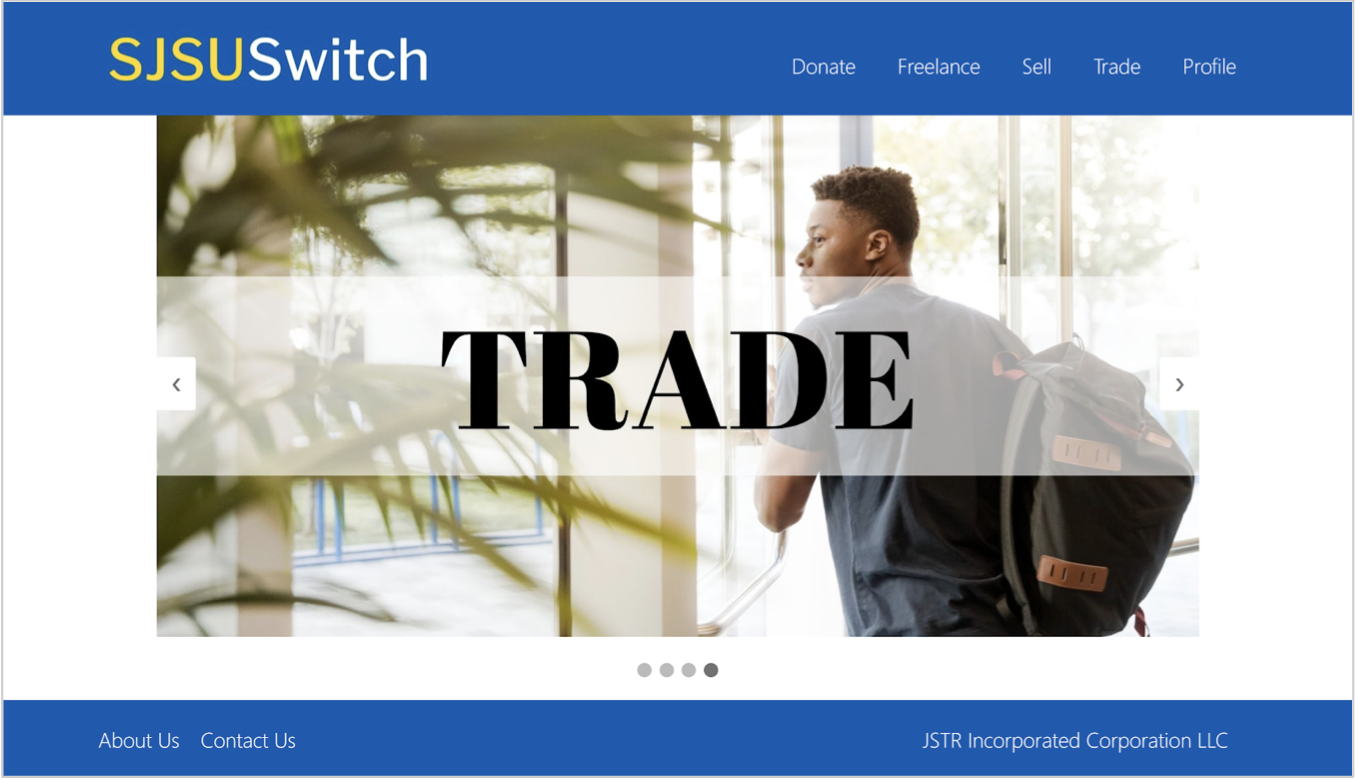 SJSUSwitch
Donate Freelance Sell Trade Profile
TRADE
About Us Contact Us
JSTR Incorporated Corporation LLC